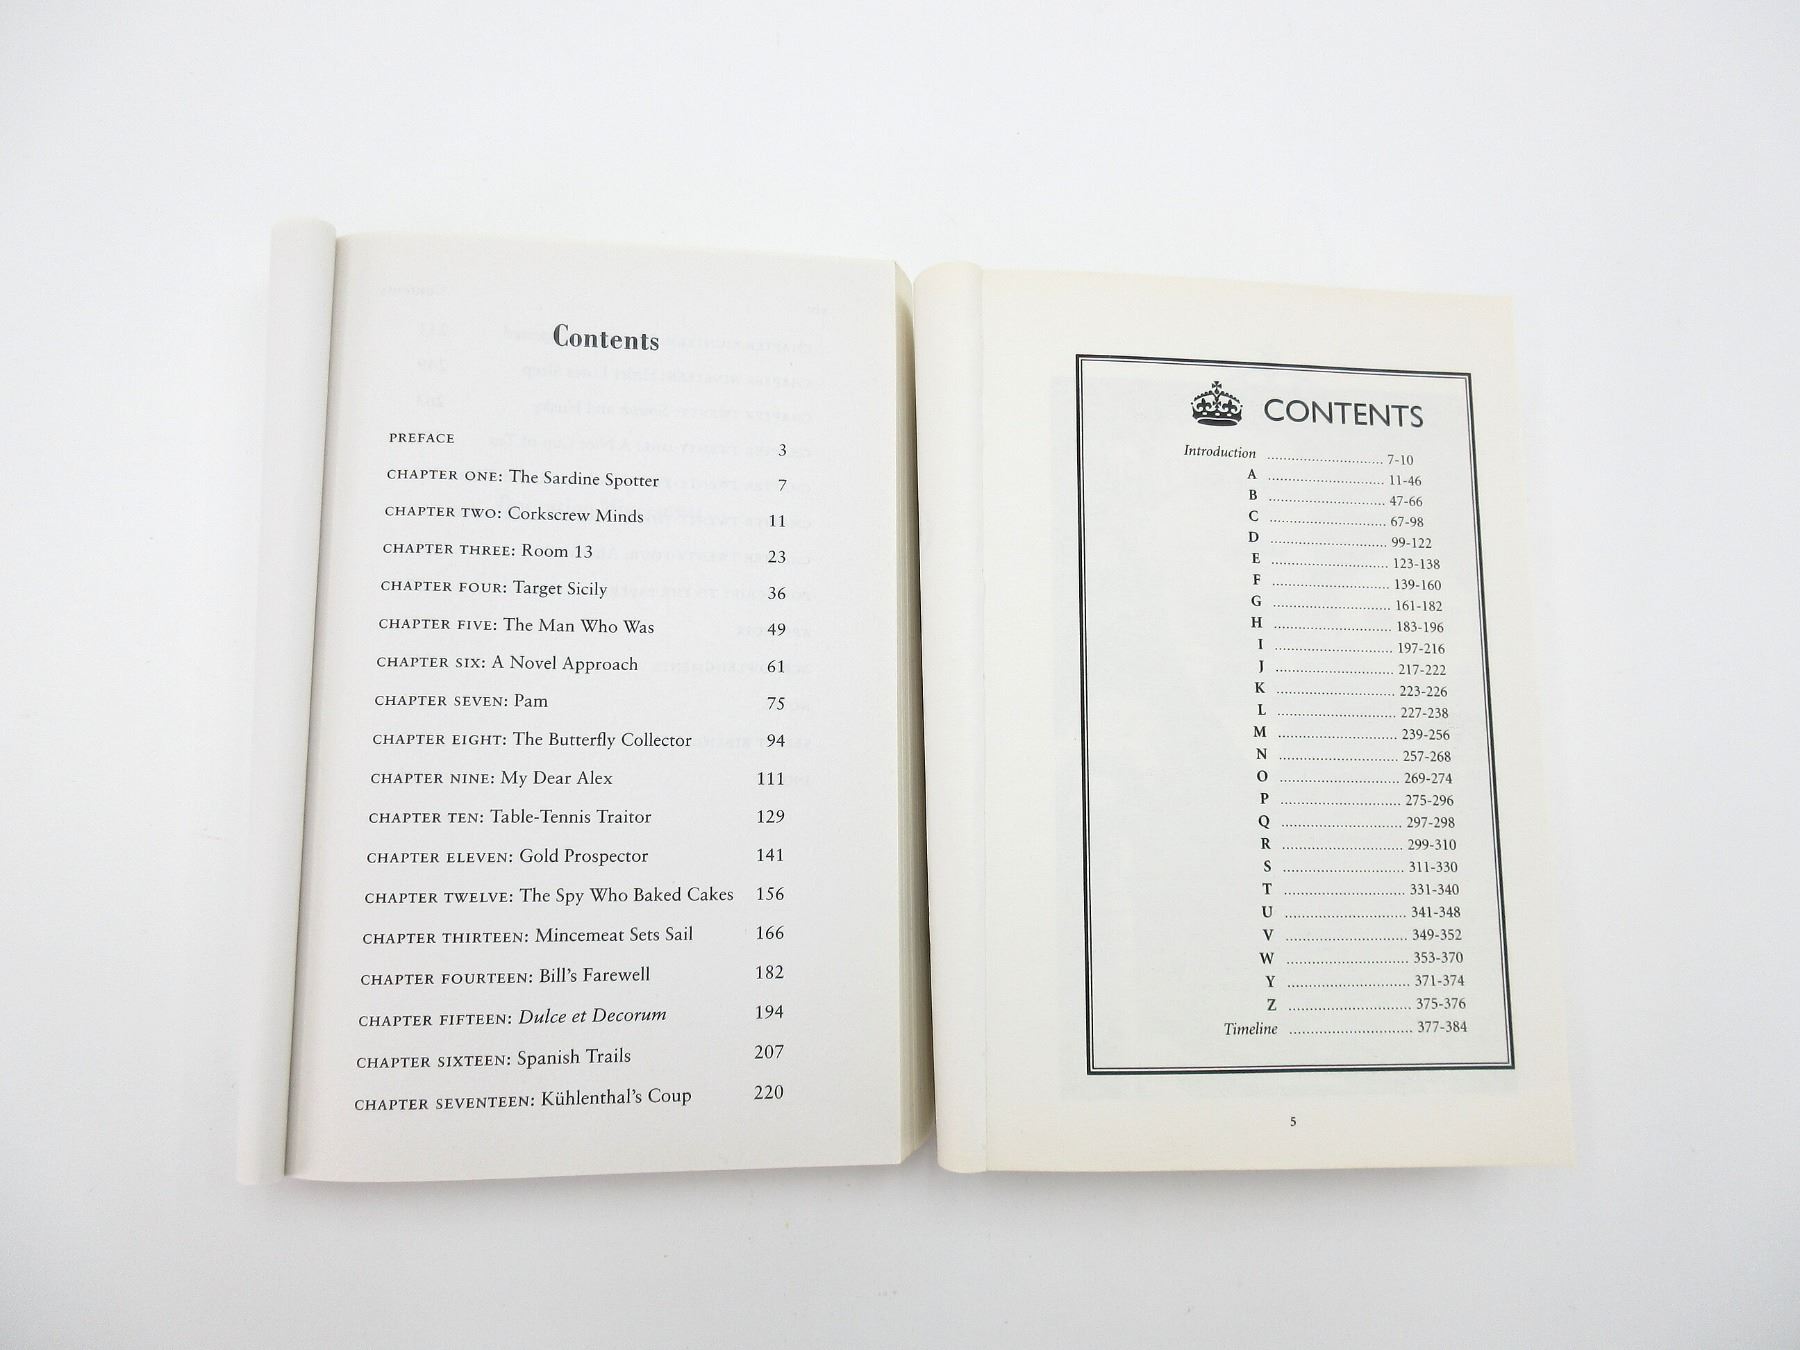 Contents
PREFACE 3
CHAPTER ONE: The Sardine Spotter 7
CHAPTER TWO: Corkscrew Minds 11
CHAPTER THREE: Room 13 23
CHAPTER FOUR: Target Sicily 36
CHAPTER FIVE: The Man Who Was 49
CHAPTER SIX: A Novel Approach 61
CHAPTER SEVEN: Pam 75
CHAPTER EIGHT: The Butterfly Collector 94
CHAPTER NINE: My Dear Alex 111
CHAPTER TEN: Table-Tennis Traitor 129
CHAPTER ELEVEN: Gold Prospector 141
CHAPTER TWELVE: The Spy Who Baked Cakes 156
CHAPTER THIRTEEN: Mincemeat Sets Sail 166
CHAPTER FOURTEEN: Bill's Farewell 182
CHAPTER FIFTEEN: Dulce et Decorum 194
CHAPTER SIXTEEN: Spanish Trails 207
CHAPTER SEVENTEEN: Kühlenthal's Coup 220
CONTENTS
Introduction .............................. 7-10
A .............................. 11-46
B .............................. 47-66
C .............................. 67-98
D .............................. 99-122
E .............................. 123-138
F .............................. 139-160
G .............................. 161-182
H .............................. 183-196
I .............................. 197-216
J .............................. 217-222
K .............................. 223-226
L .............................. 227-238
M .............................. 239-256
N .............................. 257-268
O .............................. 269-274
P .............................. 275-296
Q .............................. 297-298
R .............................. 299-310
S .............................. 311-330
T .............................. 331-340
U .............................. 341-348
V .............................. 349-352
W .............................. 353-370
Y .............................. 371-374
Z .............................. 375-376
Timeline .............................. 377-384
5